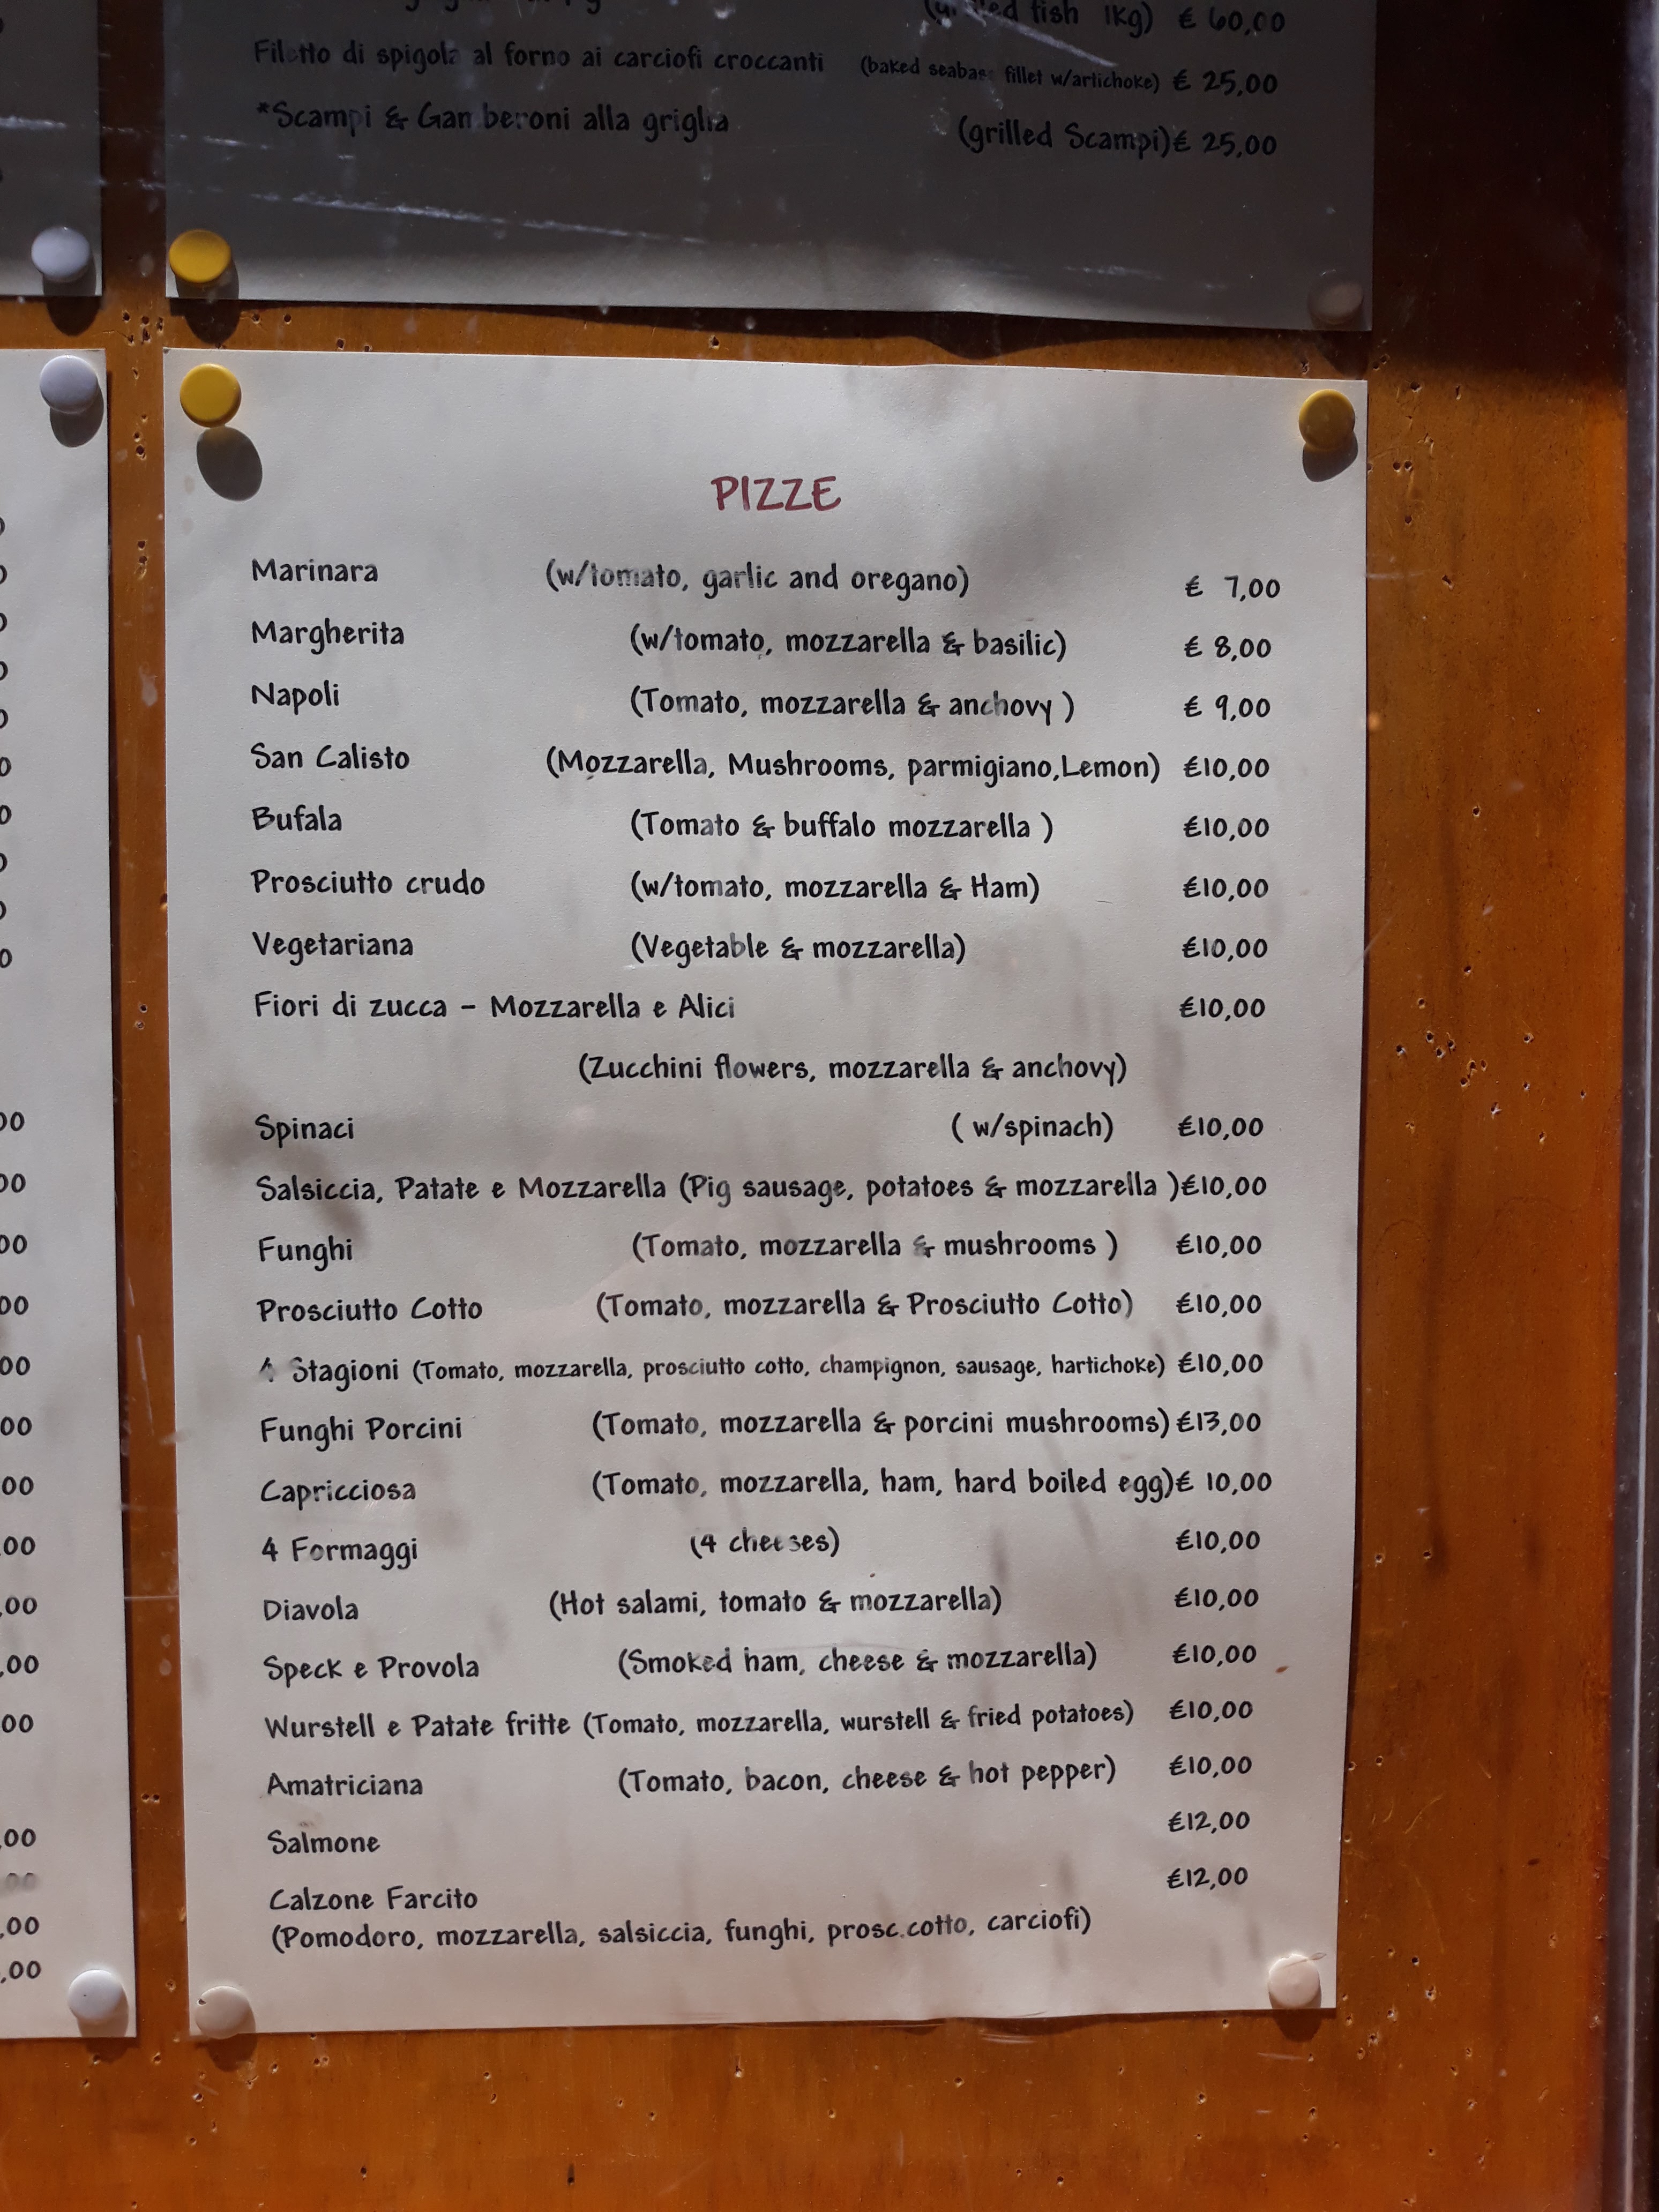 fish 1Kg) € 60,00
Filetto di spigola al forno ai carciofi croccanti (baked seabass fillet w/artichoke) € 25,00
*Scampi & Gamberoni alla griglia (grilled Scampi)€ 25,00
PIZZE
Marinara (w/tomato, garlic and oregano) € 7,00
Margherita (w/tomato, mozzarella & basilic) € 8,00
Napoli (Tomato, mozzarella & anchovy ) € 9,00
San Calisto (Mozzarella, Mushrooms, parmigiano,Lemon) €10,00
Bufala (Tomato & buffalo mozzarella ) €10,00
Prosciutto crudo (w/tomato, mozzarella & Ham) €10,00
Vegetariana (Vegetable & mozzarella) €10,00
Fiori di zucca - Mozzarella e Alici €10,00
(Zucchini flowers, mozzarella & anchovy)
Spinaci ( w/spinach) €10,00
Salsiccia, Patate e Mozzarella (Pig sausage, potatoes & mozzarella )€10,00
Funghi (Tomato, mozzarella & mushrooms ) €10,00
Prosciutto Cotto (Tomato, mozzarella & Prosciutto Cotto) €10,00
4 Stagioni (Tomato, mozzarella, prosciutto cotto, champignon, sausage, hartichoke) €10,00
Funghi Porcini (Tomato, mozzarella & porcini mushrooms) €13,00
Capricciosa (Tomato, mozzarella, ham, hard boiled egg)€ 10,00
4 Formaggi (4 cheeses) €10,00
Diavola (Hot salami, tomato & mozzarella) €10,00
Speck e Provola (Smoked ham, cheese & mozzarella) €10,00
Wurstell e Patate fritte (Tomato, mozzarella, wurstell & fried potatoes) €10,00
Amatriciana (Tomato, bacon, cheese & hot pepper) €10,00
Salmone €12,00
Calzone Farcito €12,00
(Pomodoro, mozzarella, salsiccia, funghi, prosc.cotto, carciofi)